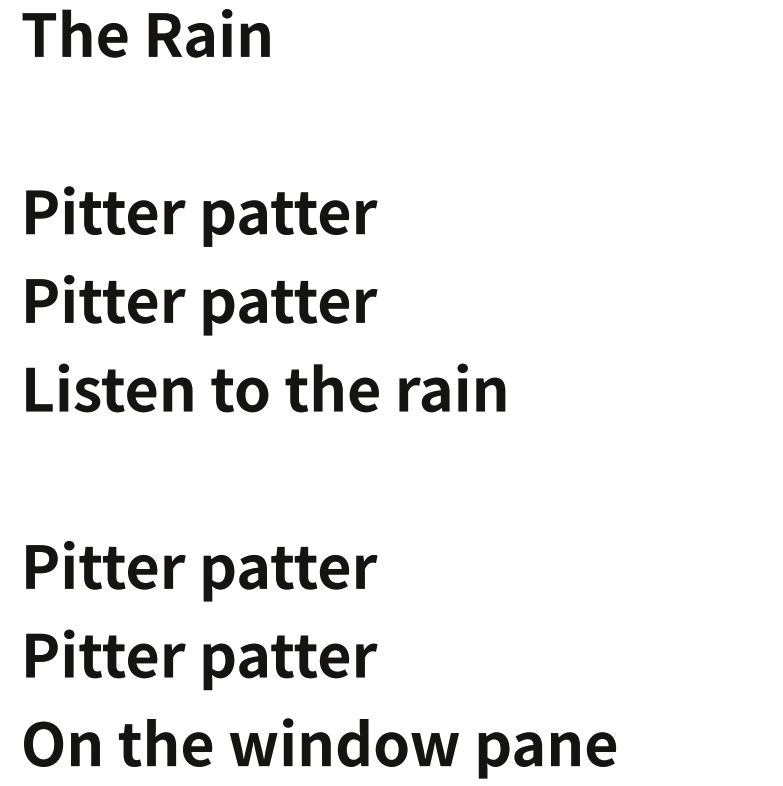 The Rain
Pitter patter
Pitter patter
Listen to the rain
Pitter patter
Pitter patter
On the window pane